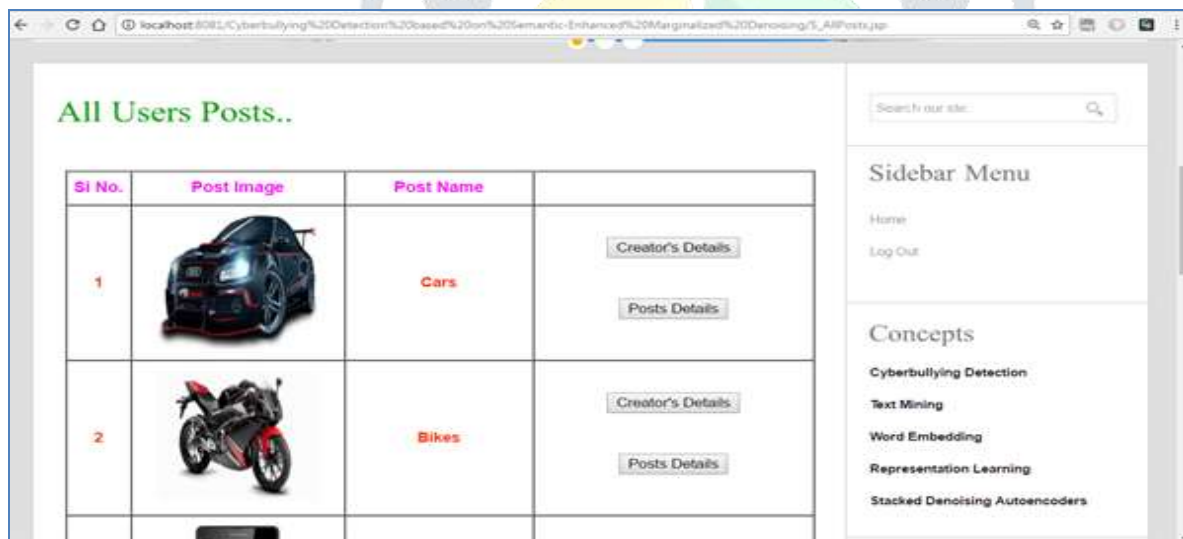 localhost:8081/Cyberbullying%20Detection%20based%20on%20Semantic-Enhanced%20Marginalized%20Denoising/S_AllPosts.jsp
All Users Posts..
Si No.
Post Image
Post Name
1
Cars
Creator's Details
Posts Details
2
Bikes
Creator's Details
Posts Details
Search our site:
Sidebar Menu
Home
Log Out
Concepts
Cyberbullying Detection
Text Mining
Word Embedding
Representation Learning
Stacked Denoising Autoencoders